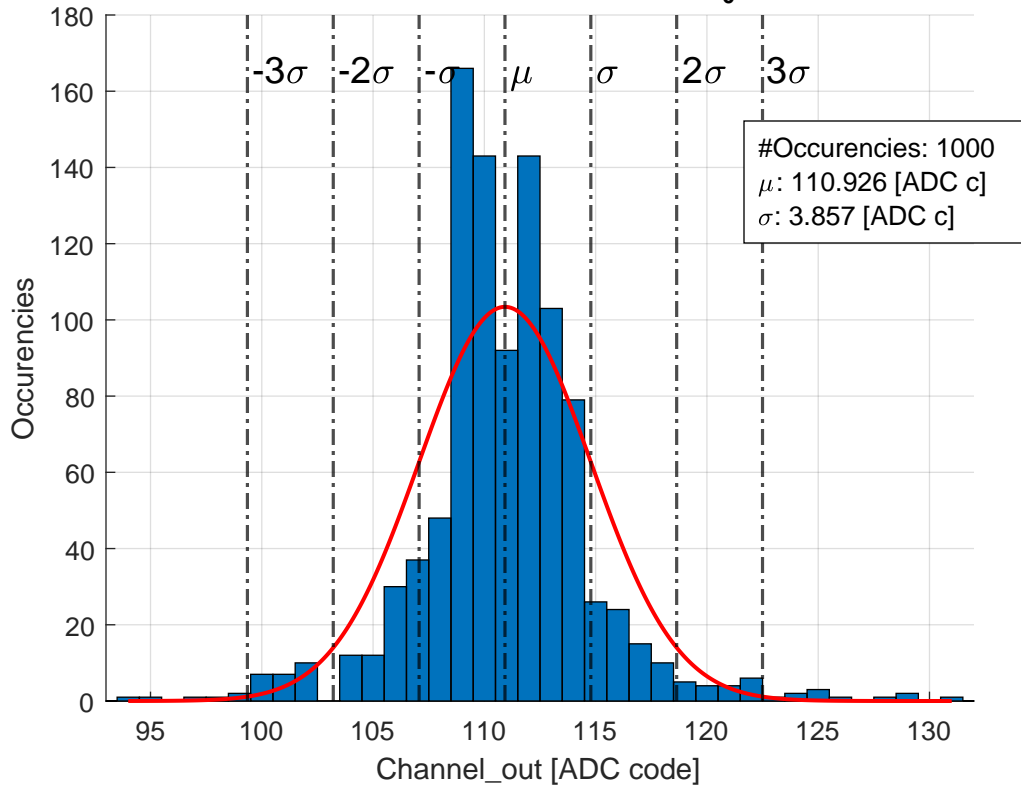 180
160
140
120
100
80
60
40
20
0
Occurencies
-3σ
-2σ
-σ
μ
σ
2σ
3σ
#Occurencies: 1000
μ: 110.926 [ADC c]
σ: 3.857 [ADC c]
95
100
105
110
115
120
125
130
Channel_out [ADC code]